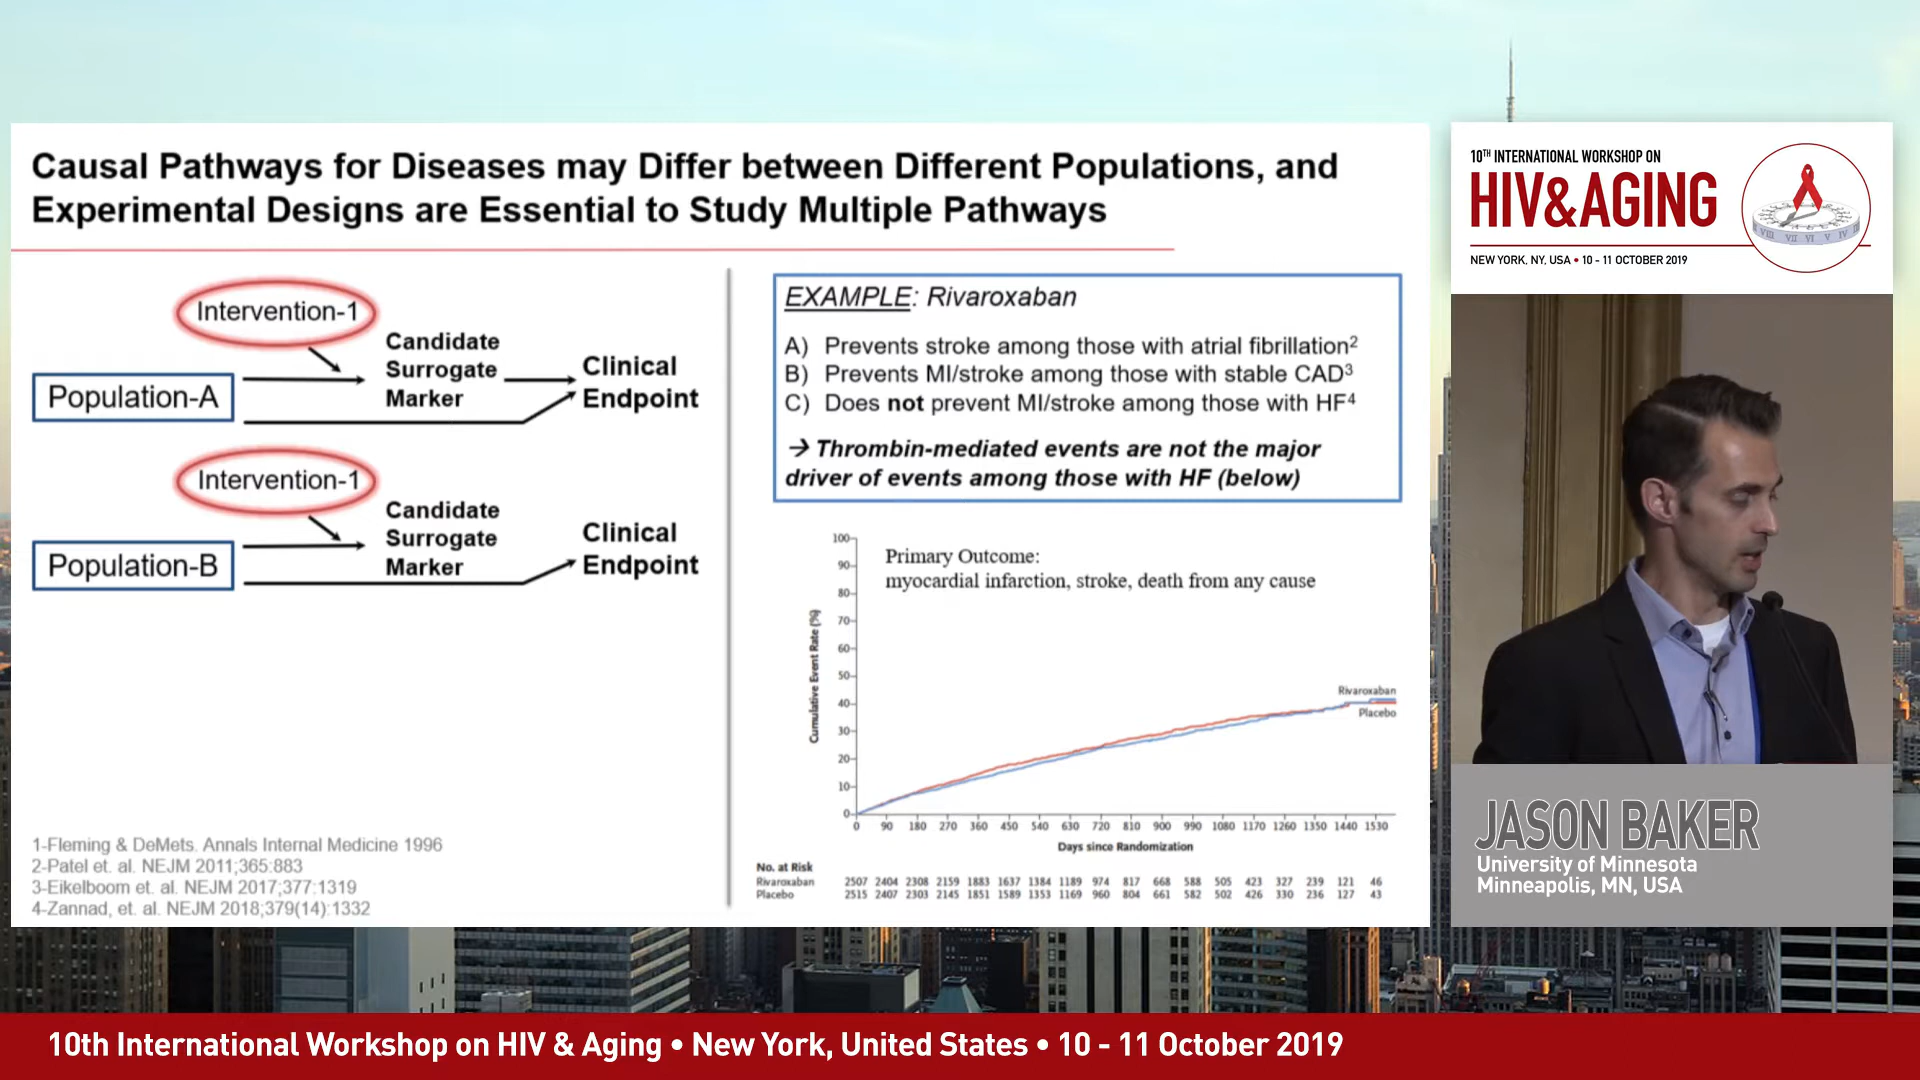 Causal Pathways for Diseases may Differ between Different Populations, and
Experimental Designs are Essential to Study Multiple Pathways
Intervention-1
Population-A
Candidate
Surrogate
Marker
Clinical
Endpoint
Intervention-1
Population-B
Candidate
Surrogate
Marker
Clinical
Endpoint
1-Fleming & DeMets. Annals Internal Medicine 1996
2-Patel et. al. NEJM 2011;365:883
3-Eikelboom et. al. NEJM 2017;377:1319
4-Zannad, et. al. NEJM 2018;379(14):1332
EXAMPLE: Rivaroxaban
A) Prevents stroke among those with atrial fibrillation2
B) Prevents MI/stroke among those with stable CAD3
C) Does not prevent MI/stroke among those with HF4
→ Thrombin-mediated events are not the major
driver of events among those with HF (below)
Primary Outcome:
myocardial infarction, stroke, death from any cause
Cumulative Event Rate (%)
100
90
80
70
60
50
40
30
20
10
0
Rivaroxaban
Placebo
0 90 180 270 360 450 540 630 720 810 900 990 1080 1170 1260 1350 1440 1530
Days since Randomization
No. at Risk
Rivaroxaban 2507 2404 2308 2159 1883 1637 1384 1189 974 817 668 588 505 423 327 239 121 46
Placebo 2515 2407 2303 2145 1851 1589 1353 1169 960 804 661 582 502 426 330 236 127 43
10TH INTERNATIONAL WORKSHOP ON
HIV&AGING
NEW YORK, NY, USA • 10 - 11 OCTOBER 2019
VIII VII VI V IV III
JASON BAKER
University of Minnesota
Minneapolis, MN, USA
10th International Workshop on HIV & Aging • New York, United States • 10 - 11 October 2019